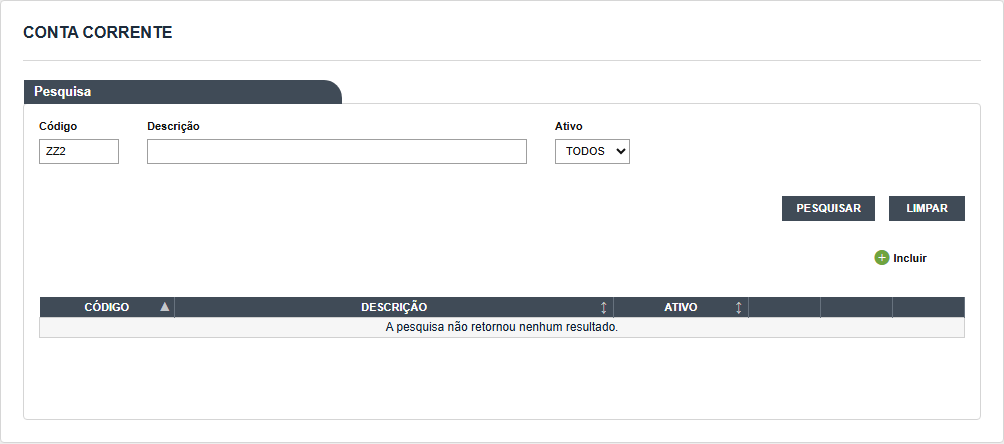 CONTA CORRENTE
Pesquisa
Código Descrição Ativo
ZZ2 TODOS
PESQUISAR LIMPAR
Incluir
CÓDIGO DESCRIÇÃO ATIVO
A pesquisa não retornou nenhum resultado.